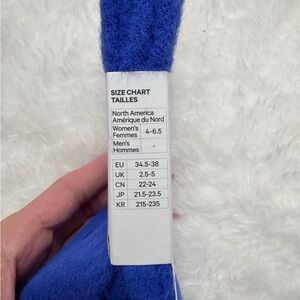 SIZE CHART
TAILLES
North America
Amérique du Nord
Women's
Femmes 4-6.5
Men's
Hommes -
EU 34.5-38
UK 2.5-5
CN 22-24
JP 21.5-23.5
KR 215-235